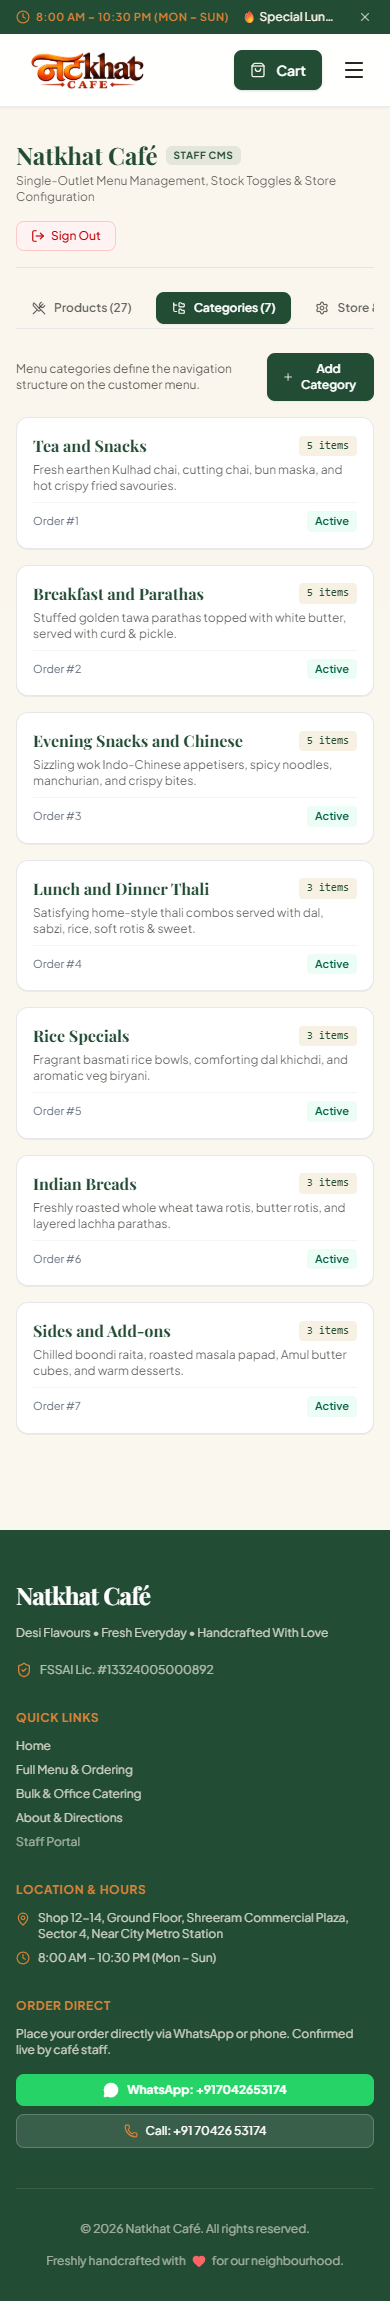 8:00 AM – 10:30 PM (MON – SUN) 🔥 Special Lun...
नटkhat
CAFE
Cart
Natkhat Café STAFF CMS
Single-Outlet Menu Management, Stock Toggles & Store
Configuration
Sign Out
Products (27) Categories (7) Store &
Menu categories define the navigation
structure on the customer menu.
+ Add
Category
Tea and Snacks 5 items
Fresh earthen Kulhad chai, cutting chai, bun maska, and
hot crispy fried savouries.
Order #1 Active
Breakfast and Parathas 5 items
Stuffed golden tawa parathas topped with white butter,
served with curd & pickle.
Order #2 Active
Evening Snacks and Chinese 5 items
Sizzling wok Indo-Chinese appetisers, spicy noodles,
manchurian, and crispy bites.
Order #3 Active
Lunch and Dinner Thali 3 items
Satisfying home-style thali combos served with dal,
sabzi, rice, soft rotis & sweet.
Order #4 Active
Rice Specials 3 items
Fragrant basmati rice bowls, comforting dal khichdi, and
aromatic veg biryani.
Order #5 Active
Indian Breads 3 items
Freshly roasted whole wheat tawa rotis, butter rotis, and
layered lachha parathas.
Order #6 Active
Sides and Add-ons 3 items
Chilled boondi raita, roasted masala papad, Amul butter
cubes, and warm desserts.
Order #7 Active
Natkhat Café
Desi Flavours • Fresh Everyday • Handcrafted With Love
FSSAI Lic. #13324005000892
QUICK LINKS
Home
Full Menu & Ordering
Bulk & Office Catering
About & Directions
Staff Portal
LOCATION & HOURS
Shop 12-14, Ground Floor, Shreeram Commercial Plaza,
Sector 4, Near City Metro Station
8:00 AM – 10:30 PM (Mon – Sun)
ORDER DIRECT
Place your order directly via WhatsApp or phone. Confirmed
live by café staff.
WhatsApp: +917042653174
Call: +91 70426 53174
© 2026 Natkhat Café. All rights reserved.
Freshly handcrafted with ❤ for our neighbourhood.